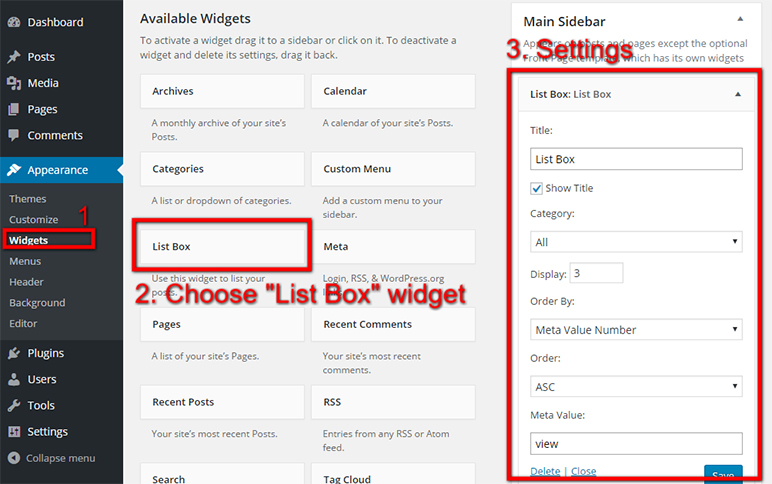 Dashboard
Posts
Media
Pages
Comments
Appearance
Themes
Customize
1
Widgets
Menus
Header
Background
Editor
Plugins
Users
Tools
Settings
Collapse menu
Available Widgets
To activate a widget drag it to a sidebar or click on it. To deactivate a
widget and delete its settings, drag it back.
Archives
A monthly archive of your site's
Posts.
Calendar
A calendar of your site's Posts.
Categories
A list or dropdown of categories.
Custom Menu
Add a custom menu to your
sidebar.
List Box
Use this widget to list your
posts.
Meta
Login, RSS, & WordPress.org
2. Choose "List Box" widget
Pages
A list of your site's Pages.
Recent Comments
Your site's most recent
comments.
Recent Posts
Your site's most recent Posts.
RSS
Entries from any RSS or Atom
feed.
Search
Tag Cloud
Main Sidebar
3. Settings
Appears on posts and pages except the optional
Front Page template, which has its own widgets
List Box: List Box
Title:
List Box
Show Title
Category:
All
Display: 3
Order By:
Meta Value Number
Order:
ASC
Meta Value:
view
Delete | Close
Save